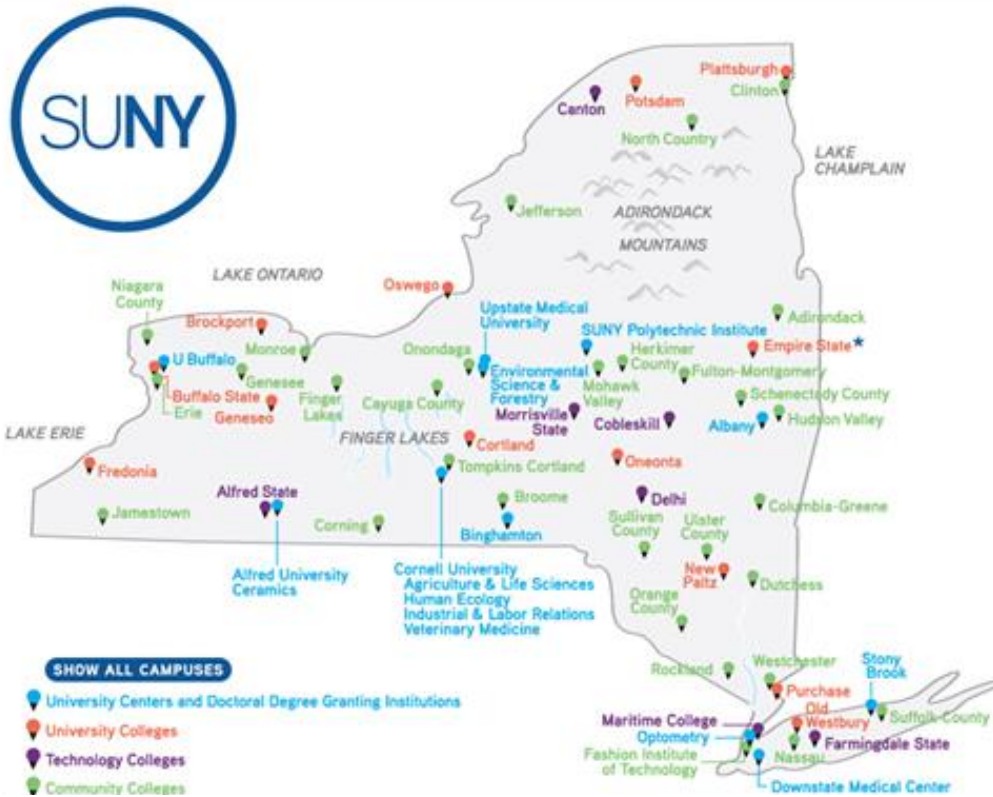 SUNY
Plattsburgh
Clinton
Canton
Potsdam
North Country
LAKE
CHAMPLAIN
Jefferson
ADIRONDACK
MOUNTAINS
LAKE ONTARIO
Niagara
County
Oswego
Upstate Medical
University
Adirondack
Brockport
SUNY Polytechnic Institute
U Buffalo
Monroe
Onondaga
Herkimer
County
Empire State★
Genesee
Environmental
Science &
Forestry
Mohawk
Valley
Fulton-Montgomery
Buffalo State
Erie
Geneseo
Finger
Lakes
Cayuga County
Schenectady County
Morrisville
State
Cobleskill
Albany
Hudson Valley
LAKE ERIE
FINGER LAKES
Cortland
Oneonta
Fredonia
Tompkins Cortland
Alfred State
Broome
Delhi
Columbia-Greene
Jamestown
Corning
Binghamton
Sullivan
County
Ulster
County
Alfred University
Ceramics
Cornell University
Agriculture & Life Sciences
Human Ecology
Industrial & Labor Relations
Veterinary Medicine
New
Paltz
Dutchess
Orange
County
Rockland
Westchester
Stony
Brook
SHOW ALL CAMPUSES
University Centers and Doctoral Degree Granting Institutions
University Colleges
Technology Colleges
Community Colleges
Purchase
Old
Westbury
Suffolk County
Maritime College
Optometry
Fashion Institute
of Technology
Nassau
Farmingdale State
Downstate Medical Center